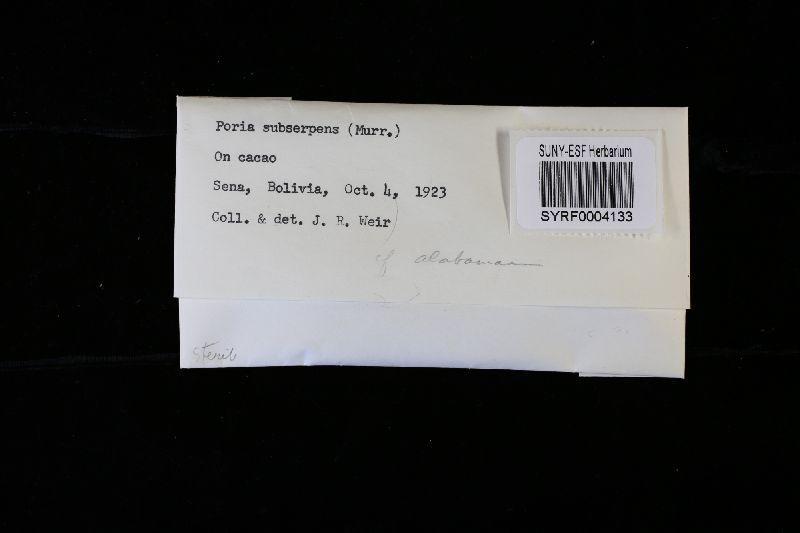 Poria subserpens (Murr.)
On cacao
Sena, Bolivia, Oct. 4, 1923
Coll. & det. J. R. Weir
SUNY-ESF Herbarium
SYRF0004133
cf
sterile